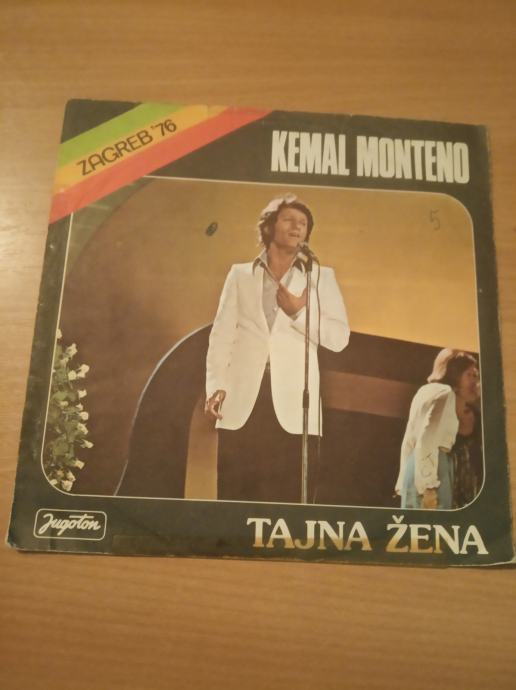 ZAGREB '76
KEMAL MONTENO
5
Jugoton
TAJNA ŽENA